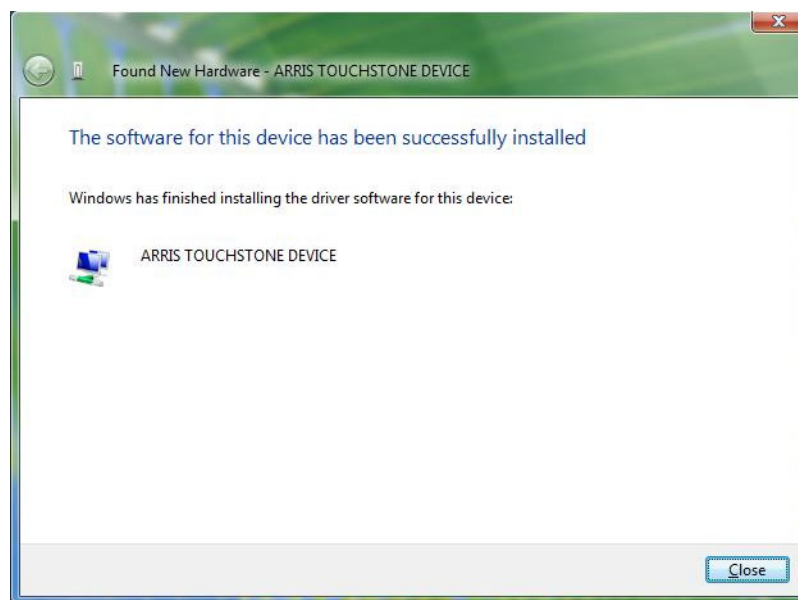 Found New Hardware - ARRIS TOUCHSTONE DEVICE
The software for this device has been successfully installed
Windows has finished installing the driver software for this device:
ARRIS TOUCHSTONE DEVICE
Close